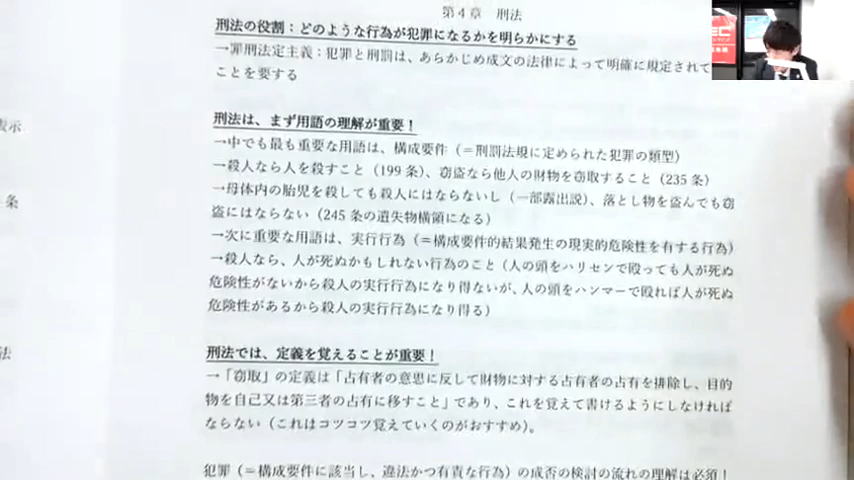 第4章 刑法
刑法の役割：どのような行為が犯罪になるかを明らかにする
→罪刑法定主義：犯罪と刑罰は、あらかじめ成文の法律によって明確に規定されて
ことを要する
刑法は、まず用語の理解が重要！
→中でも最も重要な用語は、構成要件（＝刑罰法規に定められた犯罪の類型）
→殺人なら人を殺すこと（199条）、窃盗なら他人の財物を窃取すること（235条）
→母体内の胎児を殺しても殺人にはならないし（一部露出説）、落とし物を盗んでも窃
盗にはならない（245条の遺失物横領になる）
→次に重要な用語は、実行行為（＝構成要件的結果発生の現実的危険性を有する行為）
→殺人なら、人が死ぬかもしれない行為のこと（人の頭をハリセンで殴っても人が死ぬ
危険性がないから殺人の実行行為になり得ないが、人の頭をハンマーで殴れば人が死ぬ
危険性があるから殺人の実行行為になり得る）
刑法では、定義を覚えることが重要！
→「窃取」の定義は「占有者の意思に反して財物に対する占有者の占有を排除し、目的
物を自己又は第三者の占有に移すこと」であり、これを覚えて書けるようにしなければ
ならない（これはコツコツ覚えていくのがおすすめ）。
犯罪（＝構成要件に該当し、違法かつ有責な行為）の成否の検討の流れの理解は必須！
表示
条
法